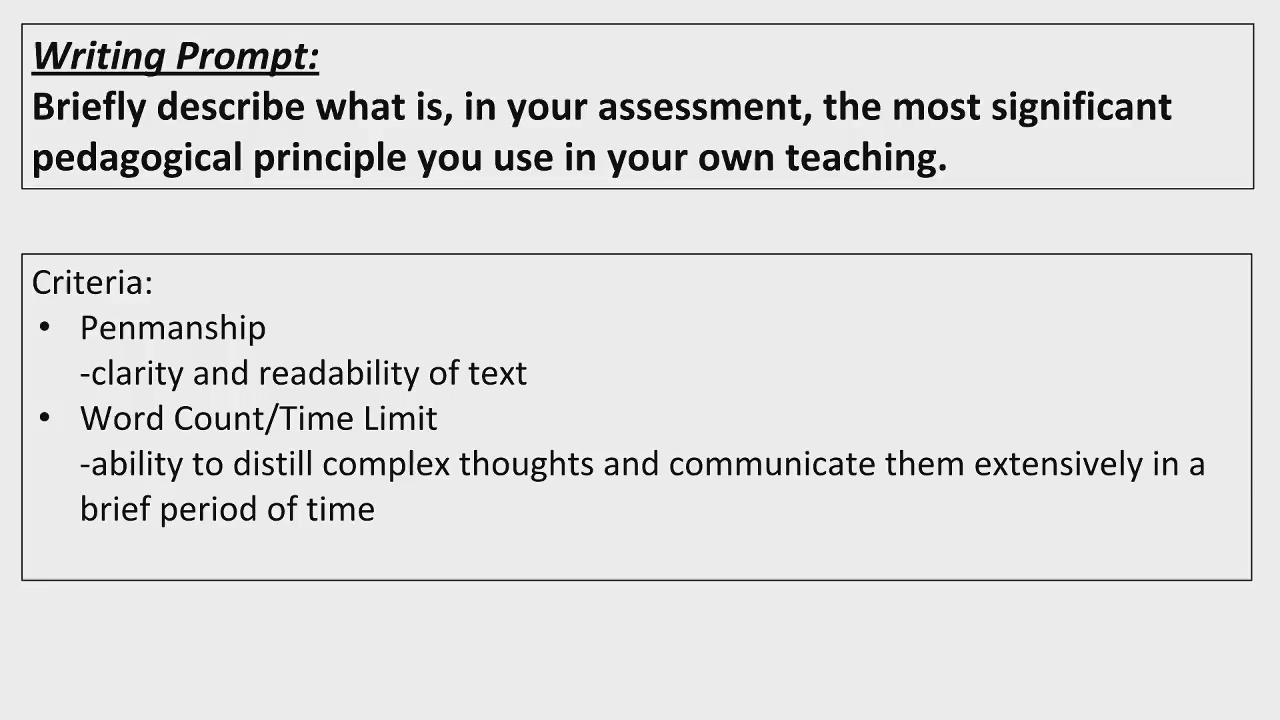 Writing Prompt:
Briefly describe what is, in your assessment, the most significant
pedagogical principle you use in your own teaching.
Criteria:
• Penmanship
-clarity and readability of text
• Word Count/Time Limit
-ability to distill complex thoughts and communicate them extensively in a
brief period of time